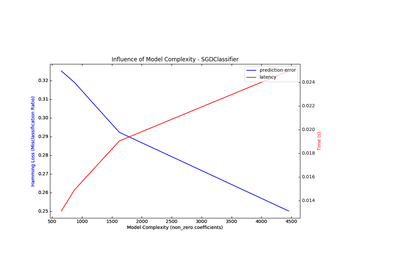 Influence of Model Complexity - SGDClassifier
prediction error
latency
0.32
0.31
0.30
0.29
0.28
0.27
0.26
0.25
Hamming Loss (Misclassification Ratio)
0.024
0.022
0.020
0.018
0.016
0.014
Time (s)
500 1000 1500 2000 2500 3000 3500 4000 4500
Model Complexity (non_zero coefficients)